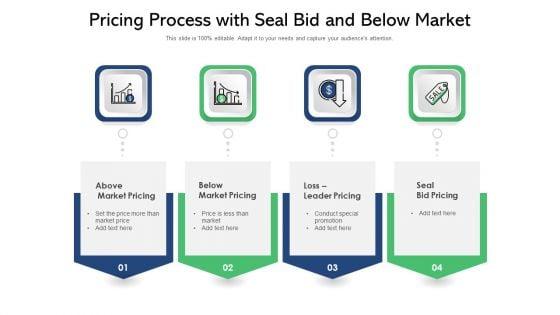 Pricing Process with Seal Bid and Below Market
This slide is 100% editable. Adapt it to your needs and capture your audience's attention.
SALE
Above
Market Pricing
• Set the price more than
market price
• Add text here
01
Below
Market Pricing
• Price is less than
market
• Add text here
02
Loss –
Leader Pricing
• Conduct special
promotion
• Add text here
03
Seal
Bid Pricing
• Add text here
04